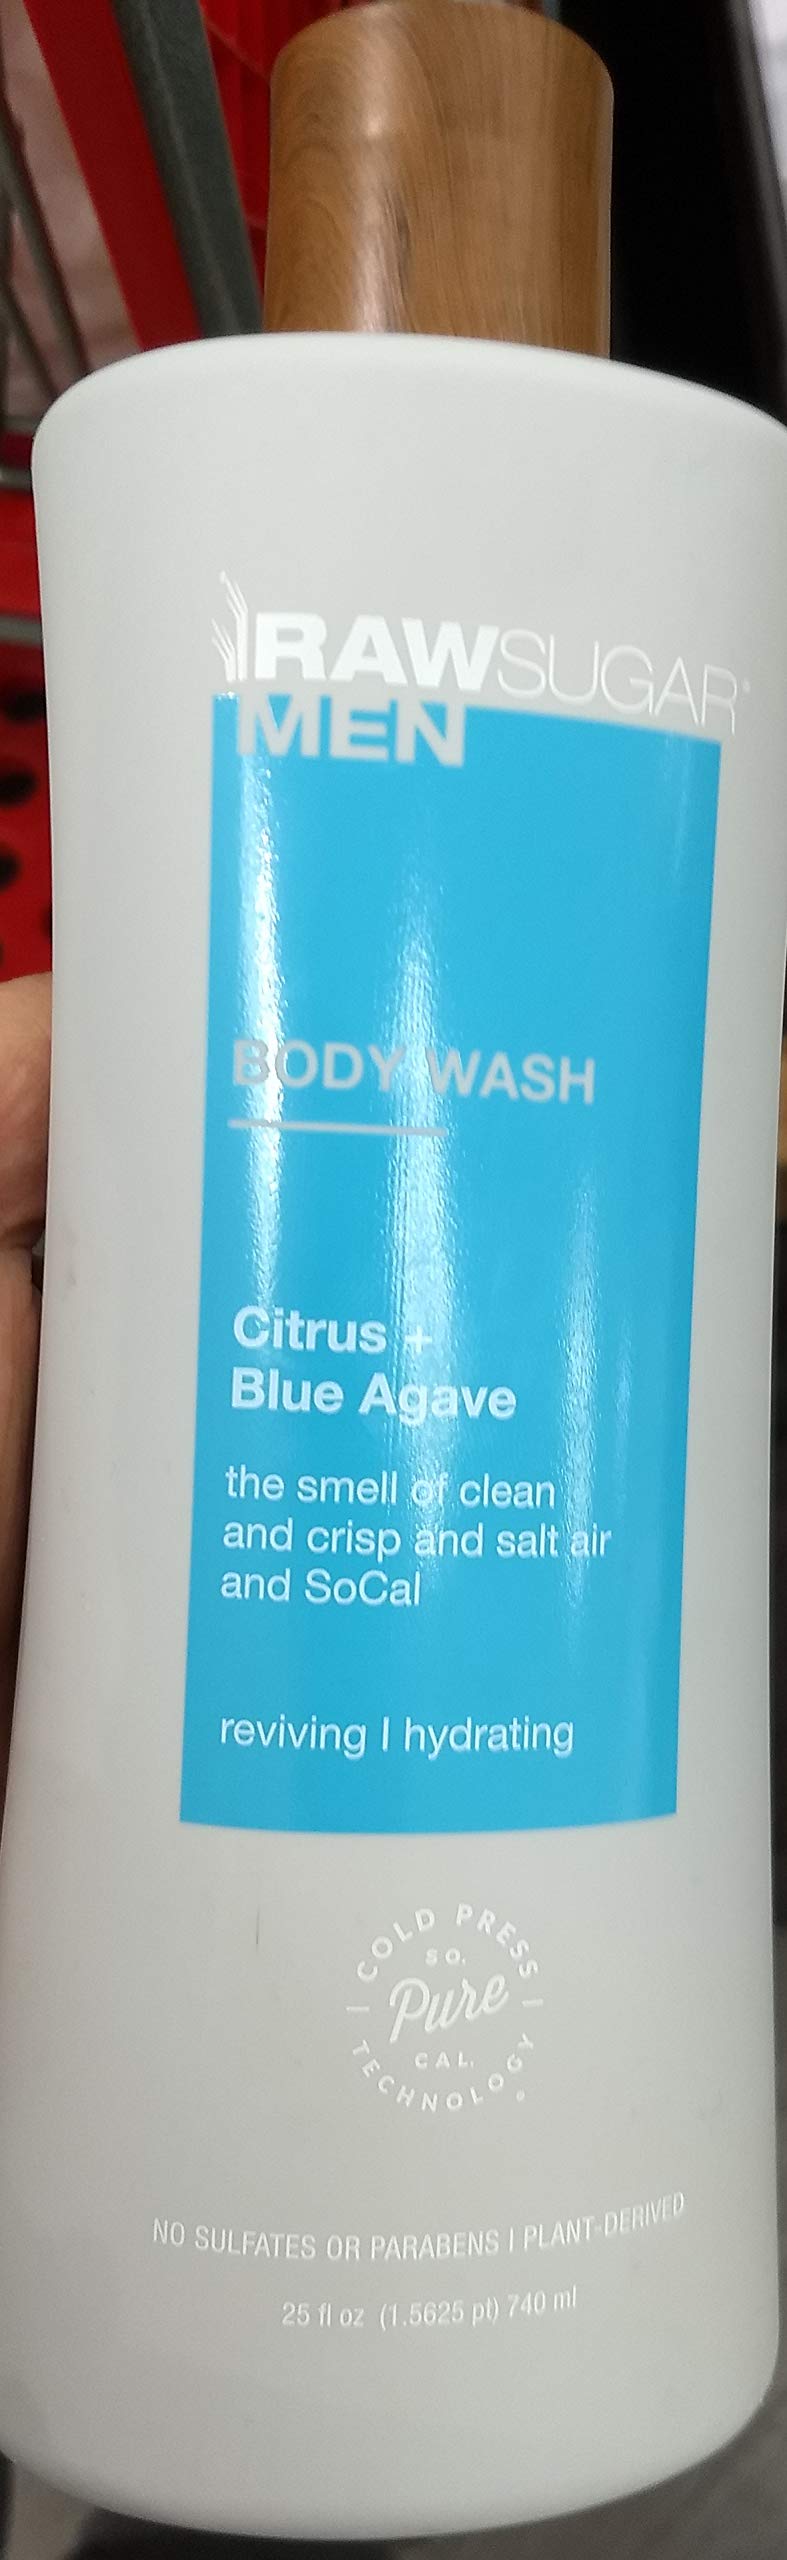 RAWSUGAR®
MEN
BODY WASH
Citrus +
Blue Agave
the smell of clean
and crisp and salt air
and SoCal
reviving | hydrating
COLD PRESS
SO.
Pure
CAL.
TECHNOLOGY®
NO SULFATES OR PARABENS | PLANT-DERIVED
25 fl oz (1.5625 pt) 740 ml